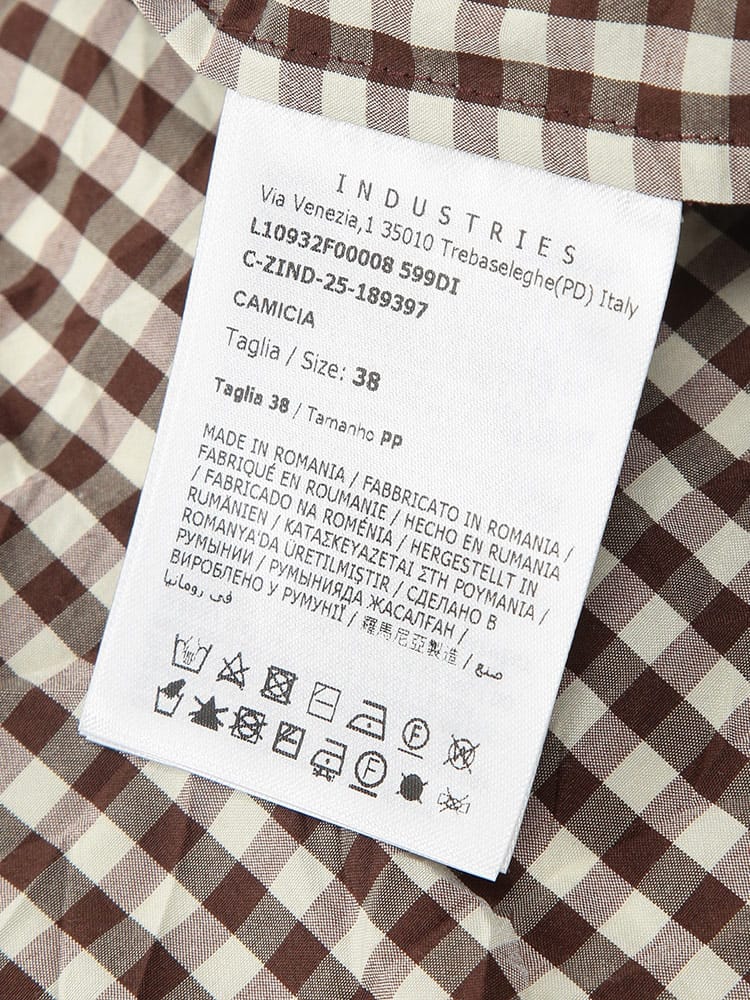 INDUSTRIES
Via Venezia,1 35010 Trebaseleghe(PD) Italy
L10932F00008 599DI
C-ZIND-25-189397
CAMICIA
Taglia / Size: 38
Taglia 38 / Tamanho PP
MADE IN ROMANIA / FABBRICATO IN ROMANIA /
FABRIQUÉ EN ROUMANIE / HECHO EN RUMANIA
/ FABRICADO NA ROMÉNIA / HERGESTELLT IN
RUMÄNIEN / ΚΑΤΑΣΚΕΥΑΖΕΤΑΙ ΣΤΗ ΡΟΥΜΑΝΙΑ /
ROMANYA'DA ÜRETILMIŞTIR / СДЕЛАНО В
РУМЫНИИ / РУМЫНИЯДА ЖАСАЛҒАН /
ВИРОБЛЕНО У РУМУНІЇ / 羅馬尼亞製造 / صنع
في رومانيا
F
W
F